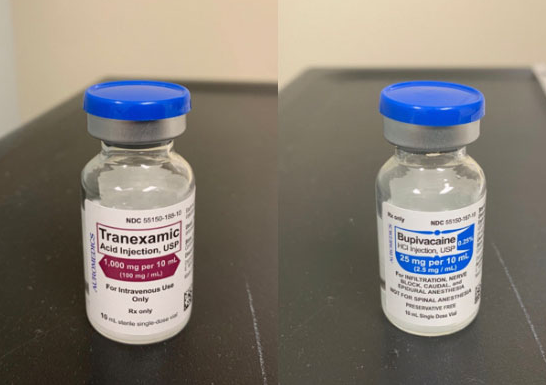 NDC 55150-188-10
Tranexamic
Acid Injection, USP
1,000 mg per 10 mL
(100 mg / mL)
For Intravenous Use
Only
Rx only
10 mL sterile single-dose vial
AUROMEDICS
Rx only
NDC 55150-167-10
Bupivacaine 0.25%
HCl Injection, USP
25 mg per 10 mL
(2.5 mg / mL)
For INFILTRATION, NERVE
BLOCK, CAUDAL, and
EPIDURAL ANESTHESIA
NOT FOR SPINAL ANESTHESIA
PRESERVATIVE FREE
10 mL Single-Dose Vial
AUROMEDICS